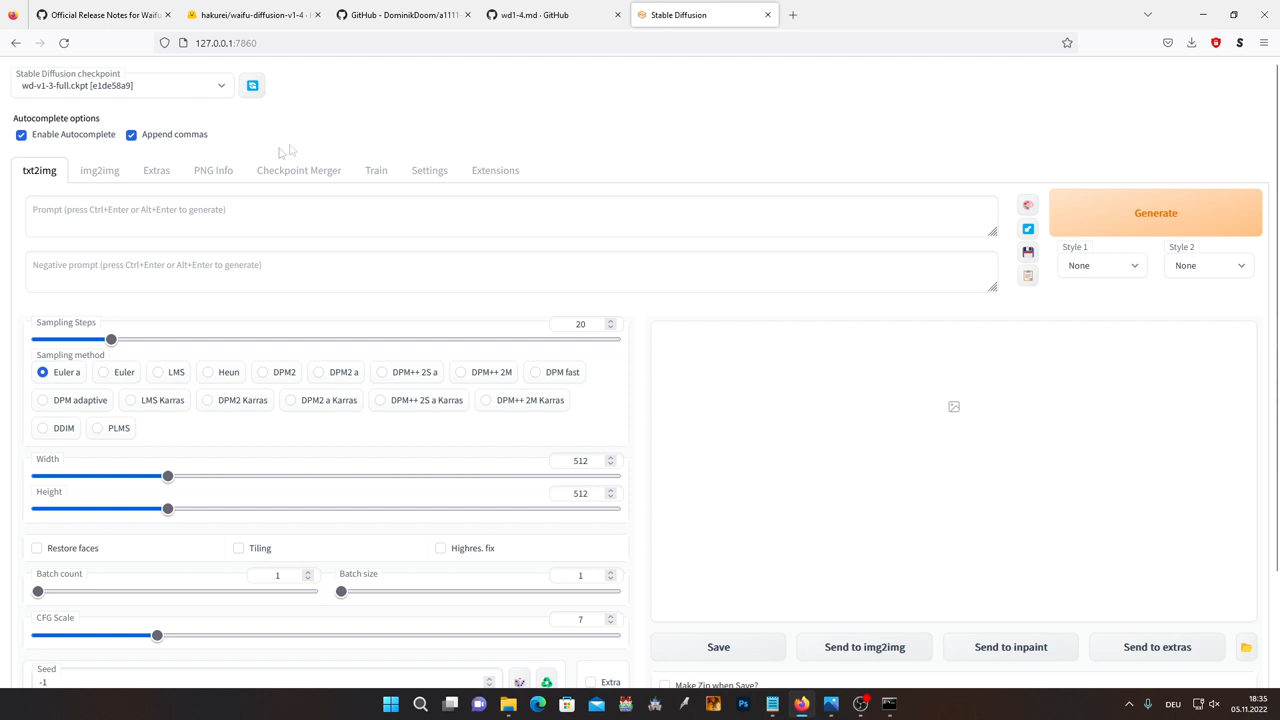 Official Release Notes for Waifu
hakurei/waifu-diffusion-v1-4 ·
GitHub - DominikDoom/a1111
wd1-4.md · GitHub
Stable Diffusion
127.0.0.1:7860
Stable Diffusion checkpoint
wd-v1-3-full.ckpt [e1de58a9]
Autocomplete options
Enable Autocomplete
Append commas
txt2img
img2img
Extras
PNG Info
Checkpoint Merger
Train
Settings
Extensions
Prompt (press Ctrl+Enter or Alt+Enter to generate)
Generate
Negative prompt (press Ctrl+Enter or Alt+Enter to generate)
Style 1
Style 2
None
None
Sampling Steps
20
Sampling method
Euler a
Euler
LMS
Heun
DPM2
DPM2 a
DPM++ 2S a
DPM++ 2M
DPM fast
DPM adaptive
LMS Karras
DPM2 Karras
DPM2 a Karras
DPM++ 2S a Karras
DPM++ 2M Karras
DDIM
PLMS
Width
512
Height
512
Restore faces
Tiling
Highres. fix
Batch count
1
Batch size
1
CFG Scale
7
Save
Send to img2img
Send to inpaint
Send to extras
Seed
-1
Extra
Make Zip when Save?
DEU
18:35
05.11.2022